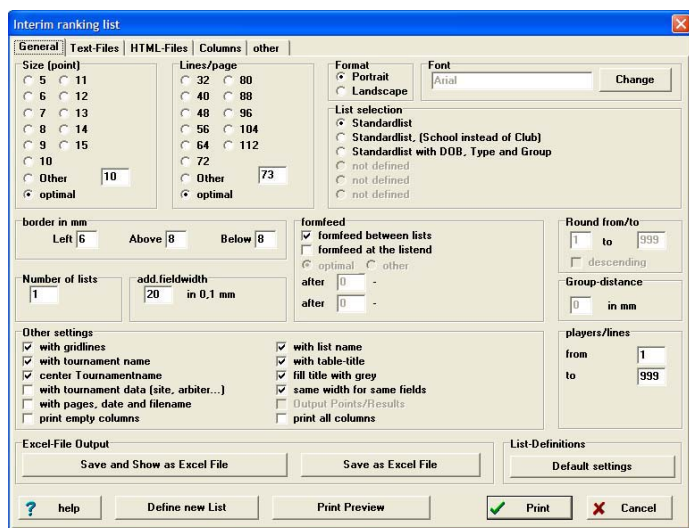 Interim ranking list
General Text-Files HTML-Files Columns other
Size (point)
5 11
6 12
7 13
8 14
9 15
10
Other 10
optimal
Lines/page
32 80
40 88
48 96
56 104
64 112
72
Other 73
optimal
Format
Portrait
Landscape
Font
Arial Change
List selection
Standardlist
Standardlist, (School instead of Club)
Standardlist with DOB, Type and Group
not defined
not defined
not defined
border in mm
Left 6 Above 8 Below 8
formfeed
formfeed between lists
formfeed at the listend
optimal other
after 0 -
after 0 -
Round from/to
1 to 999
descending
Number of lists
1
add.fieldwidth
20 in 0,1 mm
Group-distance
0 in mm
Other settings
with gridlines
with tournament name
center Tournamentname
with tournament data (site, arbiter...)
with pages, date and filename
print empty columns
with list name
with table-title
fill title with grey
same width for same fields
Output Points/Results
print all columns
players/lines
from 1
to 999
Excel-File Output
Save and Show as Excel File Save as Excel File
List-Definitions
Default settings
? help Define new List Print Preview Print Cancel